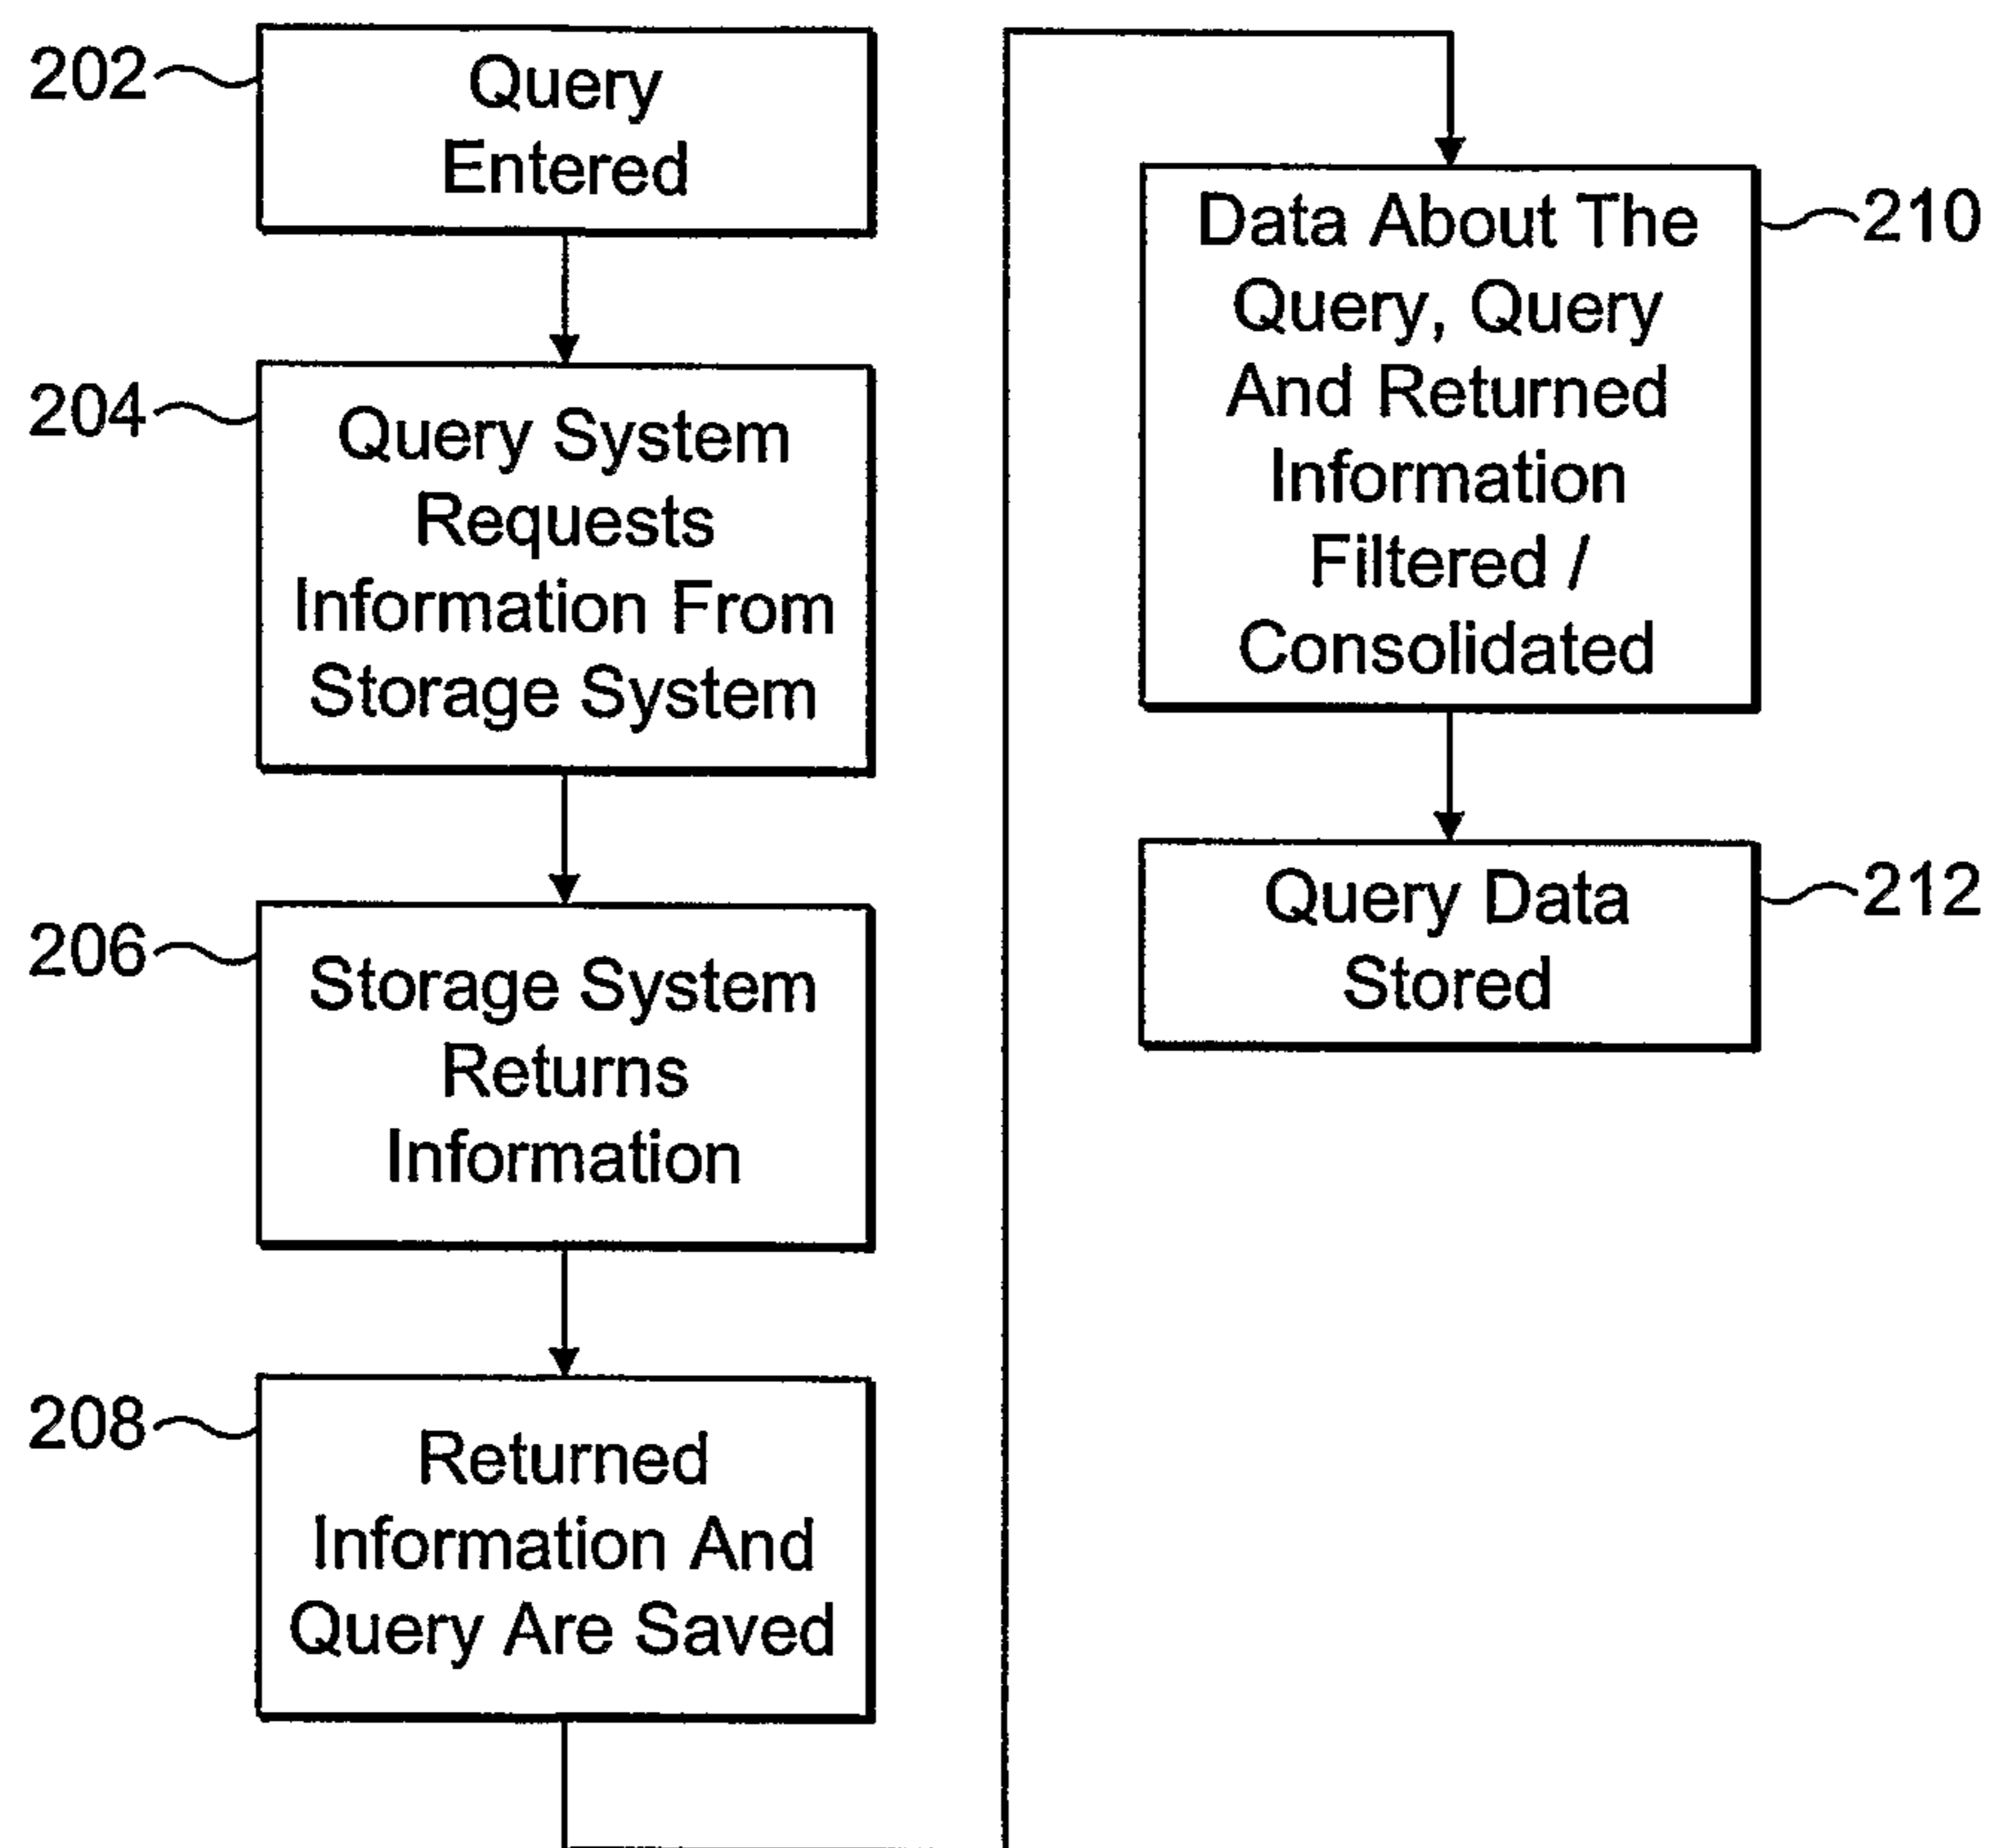 202
Query
Entered
204
Query System
Requests
Information From
Storage System
206
Storage System
Returns
Information
208
Returned
Information And
Query Are Saved
Data About The
Query, Query
And Returned
Information
Filtered /
Consolidated
210
Query Data
Stored
212